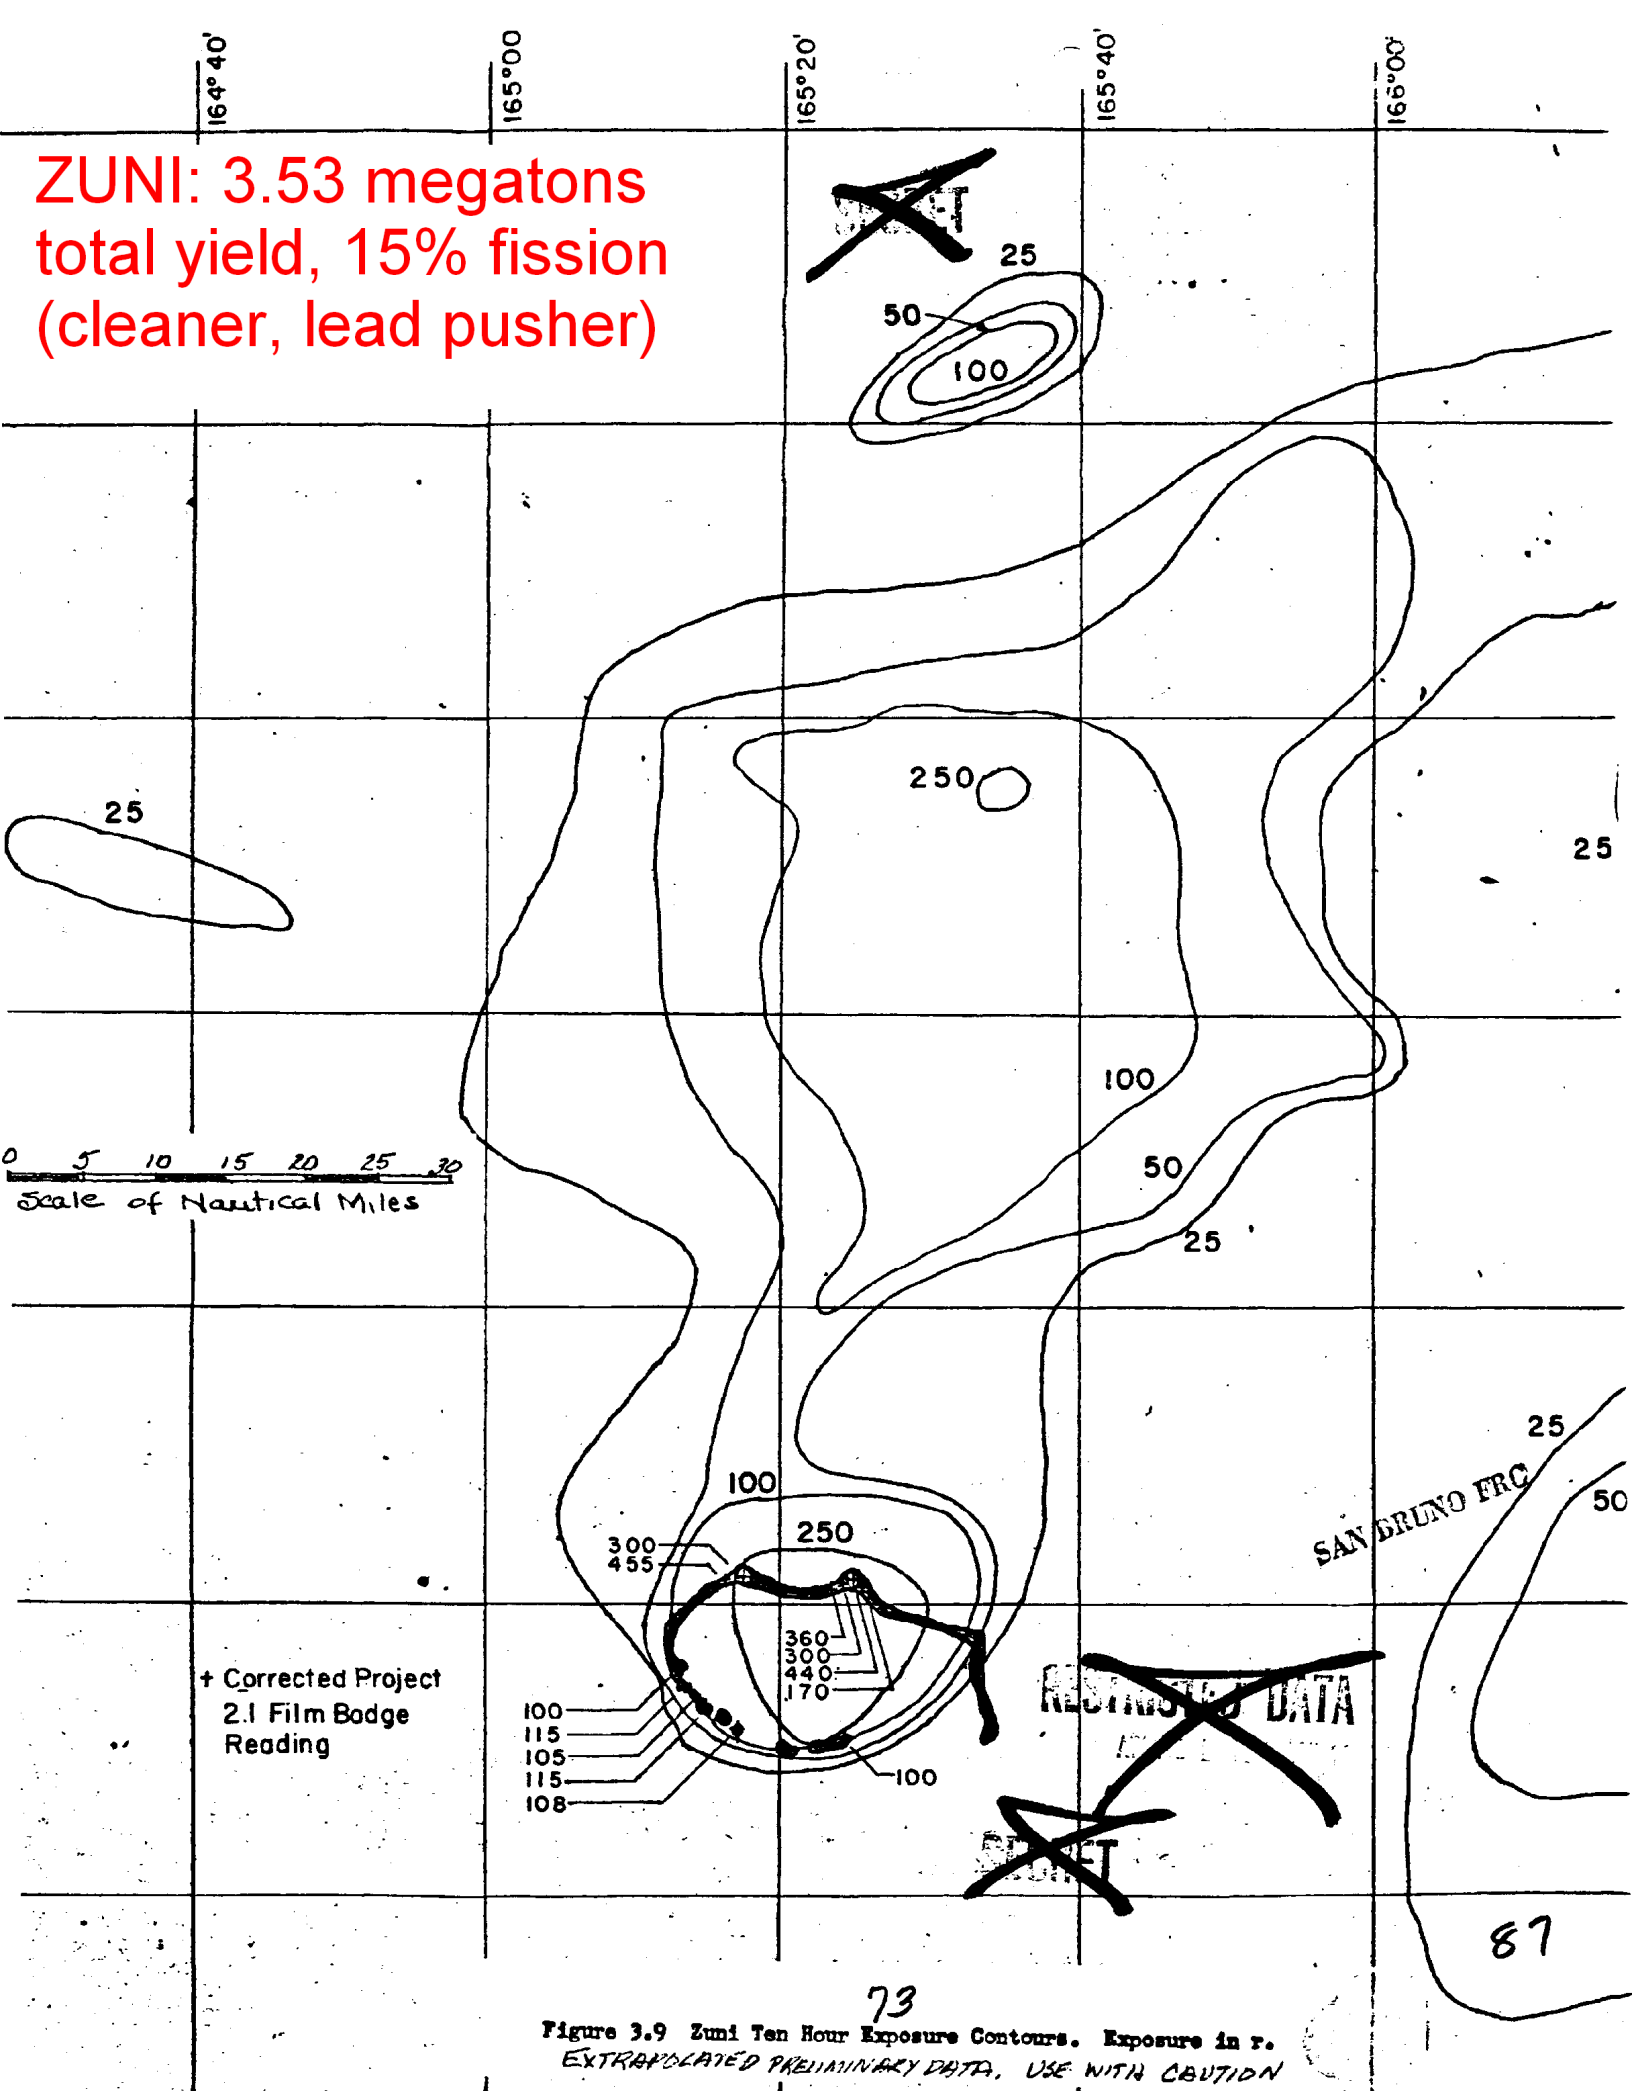 164°40'
165°00
165°20'
165°40'
166°00'
ZUNI: 3.53 megatons
total yield, 15% fission
(cleaner, lead pusher)
SECRET
25
50
100
250
25
25
100
50
25
0 5 10 15 20 25 30
Scale of Nautical Miles
25
50
SAN BRUNO FRC
100
250
300
455
360
300
440
170
+ Corrected Project
2.1 Film Badge
Reading
100
115
105
115
108
100
RESTRICTED DATA
SECRET
87
73
Figure 3.9 Zuni Ten Hour Exposure Contours. Exposure in r.
EXTRAPOLATED PRELIMINARY DATA. USE WITH CAUTION